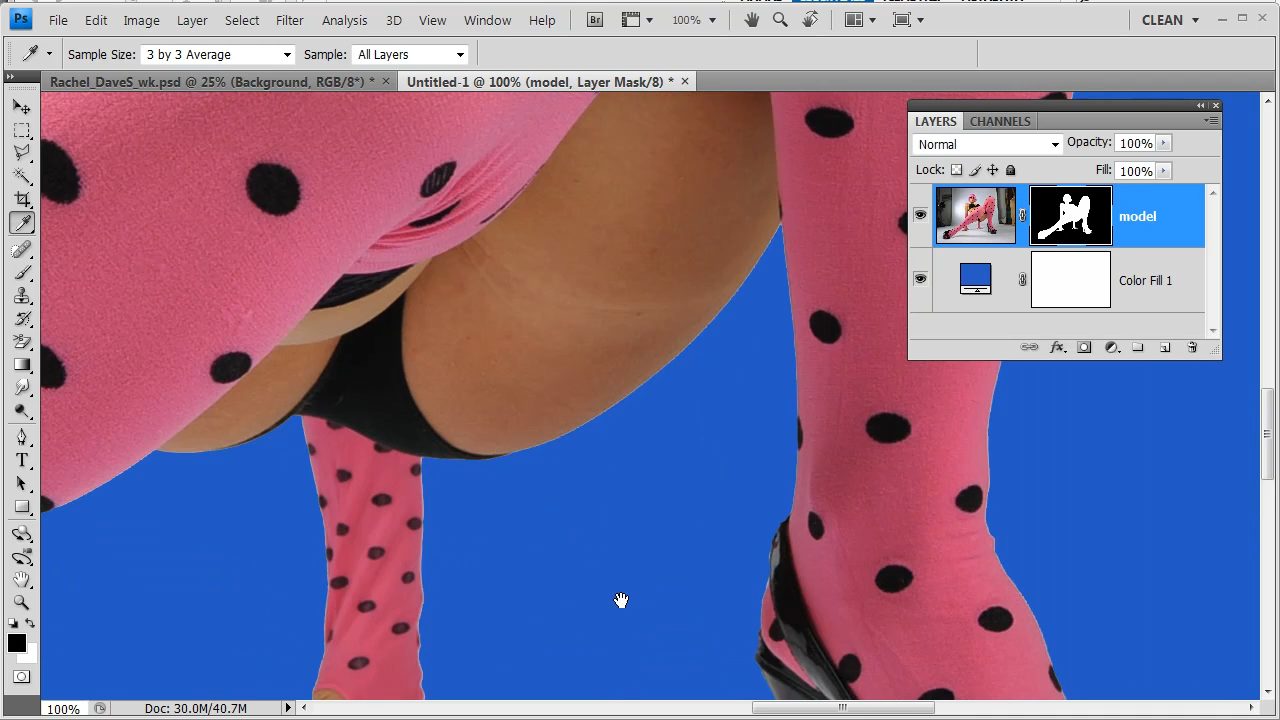 Ps File Edit Image Layer Select Filter Analysis 3D View Window Help Br 100% CLEAN
Sample Size: 3 by 3 Average Sample: All Layers
Rachel_DaveS_wk.psd @ 25% (Background, RGB/8*) * × Untitled-1 @ 100% (model, Layer Mask/8) * ×
LAYERS CHANNELS
Normal Opacity: 100%
Lock: Fill: 100%
model
Color Fill 1
fx
T
100% Doc: 30.0M/40.7M